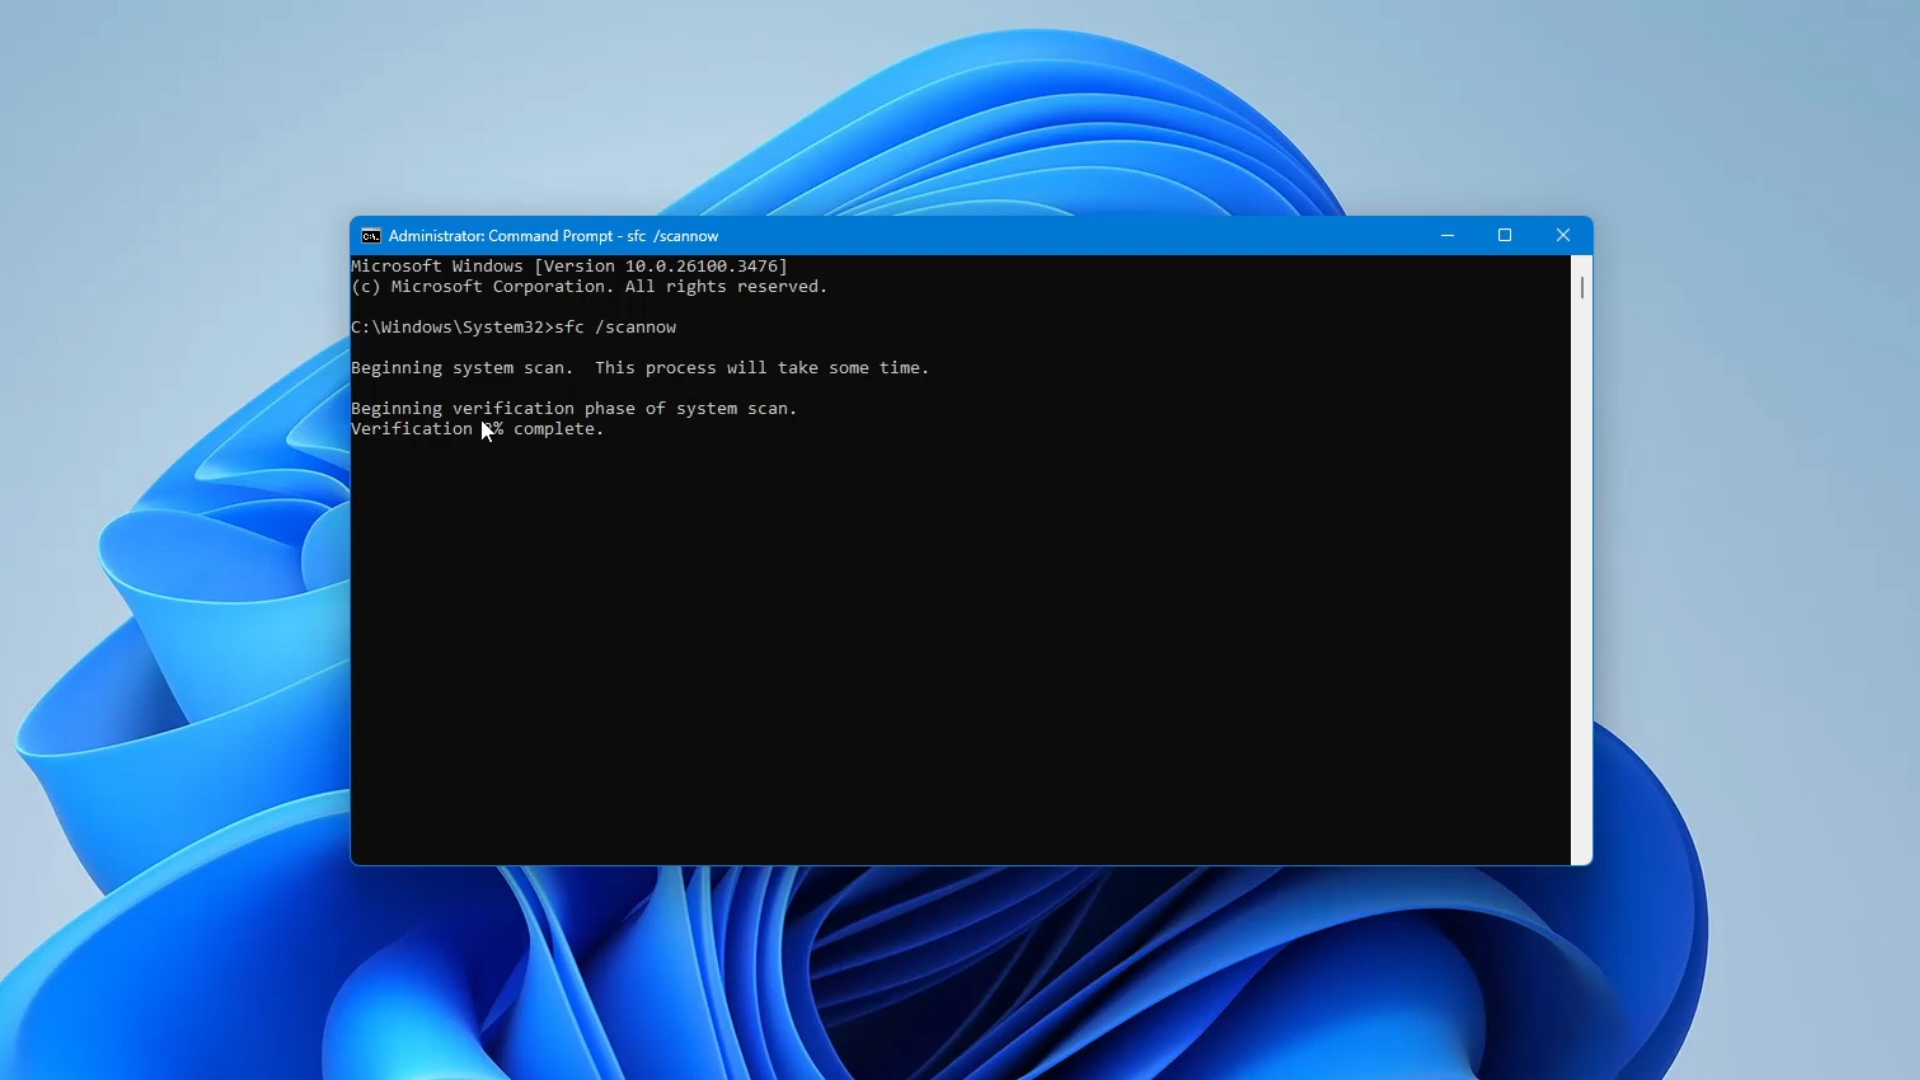 Administrator: Command Prompt - sfc /scannow
Microsoft Windows [Version 10.0.26100.3476]
(c) Microsoft Corporation. All rights reserved.
C:\Windows\System32>sfc /scannow
Beginning system scan.  This process will take some time.
Beginning verification phase of system scan.
Verification % complete.